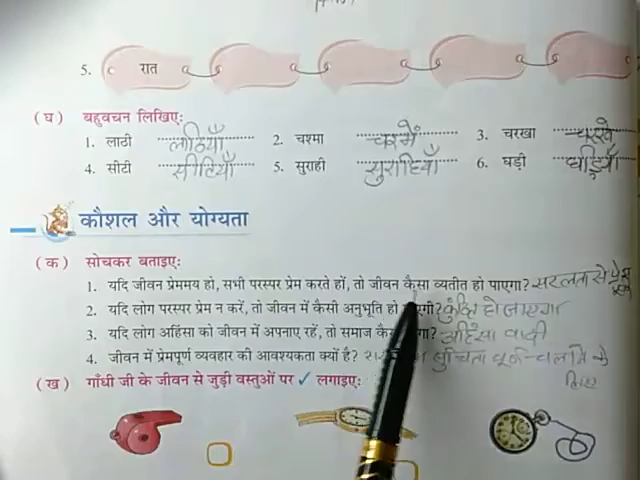 5. रात
(घ) बहुवचन लिखिए:
1. लाठी लाठियाँ 2. चश्मा चश्में 3. चरखा चरखे
4. सीटी सीटियाँ 5. सुराही सुराहियाँ 6. घड़ी घड़ियाँ
कौशल और योग्यता
(क) सोचकर बताइए:
1. यदि जीवन प्रेममय हो, सभी परस्पर प्रेम करते हों, तो जीवन कैसा व्यतीत हो पाएगा? सरलता से प्रेम
2. यदि लोग परस्पर प्रेम न करें, तो जीवन में कैसी अनुभूति हो हो जाएगा
3. यदि लोग अहिंसा को जीवन में अपनाए रहें, तो समाज अहिंसा वादी
4. जीवन में प्रेमपूर्ण व्यवहार की आवश्यकता क्यों है? चलाने के
लिए
(ख) गाँधी जी के जीवन से जुड़ी वस्तुओं पर ✓ लगाइए: